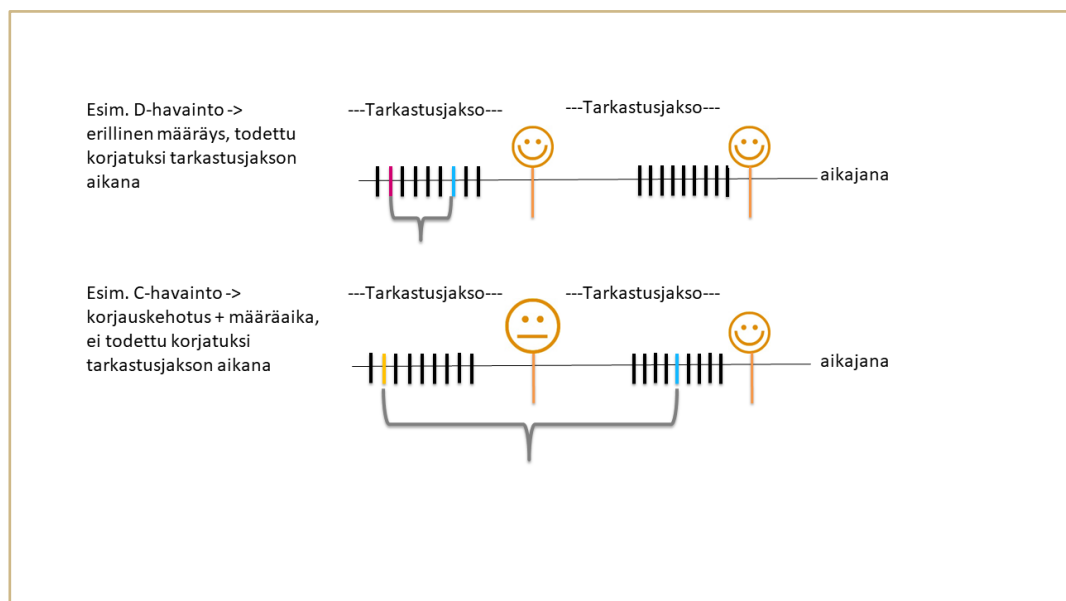 Esim. D-havainto ->
erillinen määräys, todettu
korjatuksi tarkastusjakson
aikana
---Tarkastusjakso---
---Tarkastusjakso---
aikajana
Esim. C-havainto ->
korjauskehotus + määräaika,
ei todettu korjatuksi
tarkastusjakson aikana
---Tarkastusjakso---
---Tarkastusjakso---
aikajana